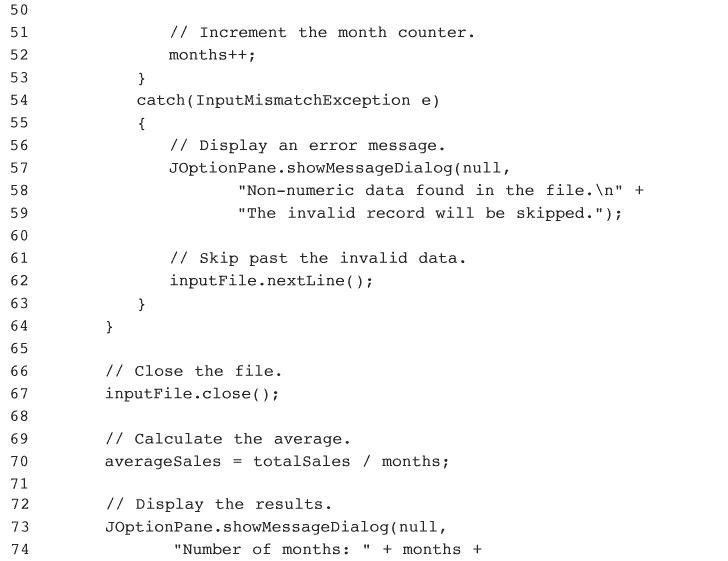 50
51 // Increment the month counter.
52 months++;
53 }
54 catch(InputMismatchException e)
55 {
56 // Display an error message.
57 JOptionPane.showMessageDialog(null,
58 "Non-numeric data found in the file.\n" +
59 "The invalid record will be skipped.");
60
61 // Skip past the invalid data.
62 inputFile.nextLine();
63 }
64 }
65
66 // Close the file.
67 inputFile.close();
68
69 // Calculate the average.
70 averageSales = totalSales / months;
71
72 // Display the results.
73 JOptionPane.showMessageDialog(null,
74 "Number of months: " + months +